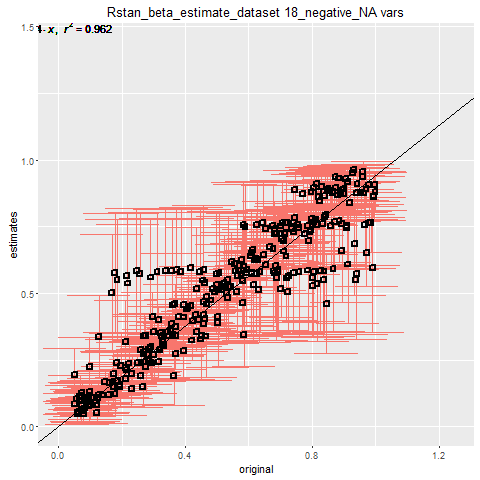 Rstan_beta_estimate_dataset 18_negative_NA vars
x, r² = 0.962
1.5
1.0
0.5
0.0
estimates
0.0 0.4 0.8 1.2
original